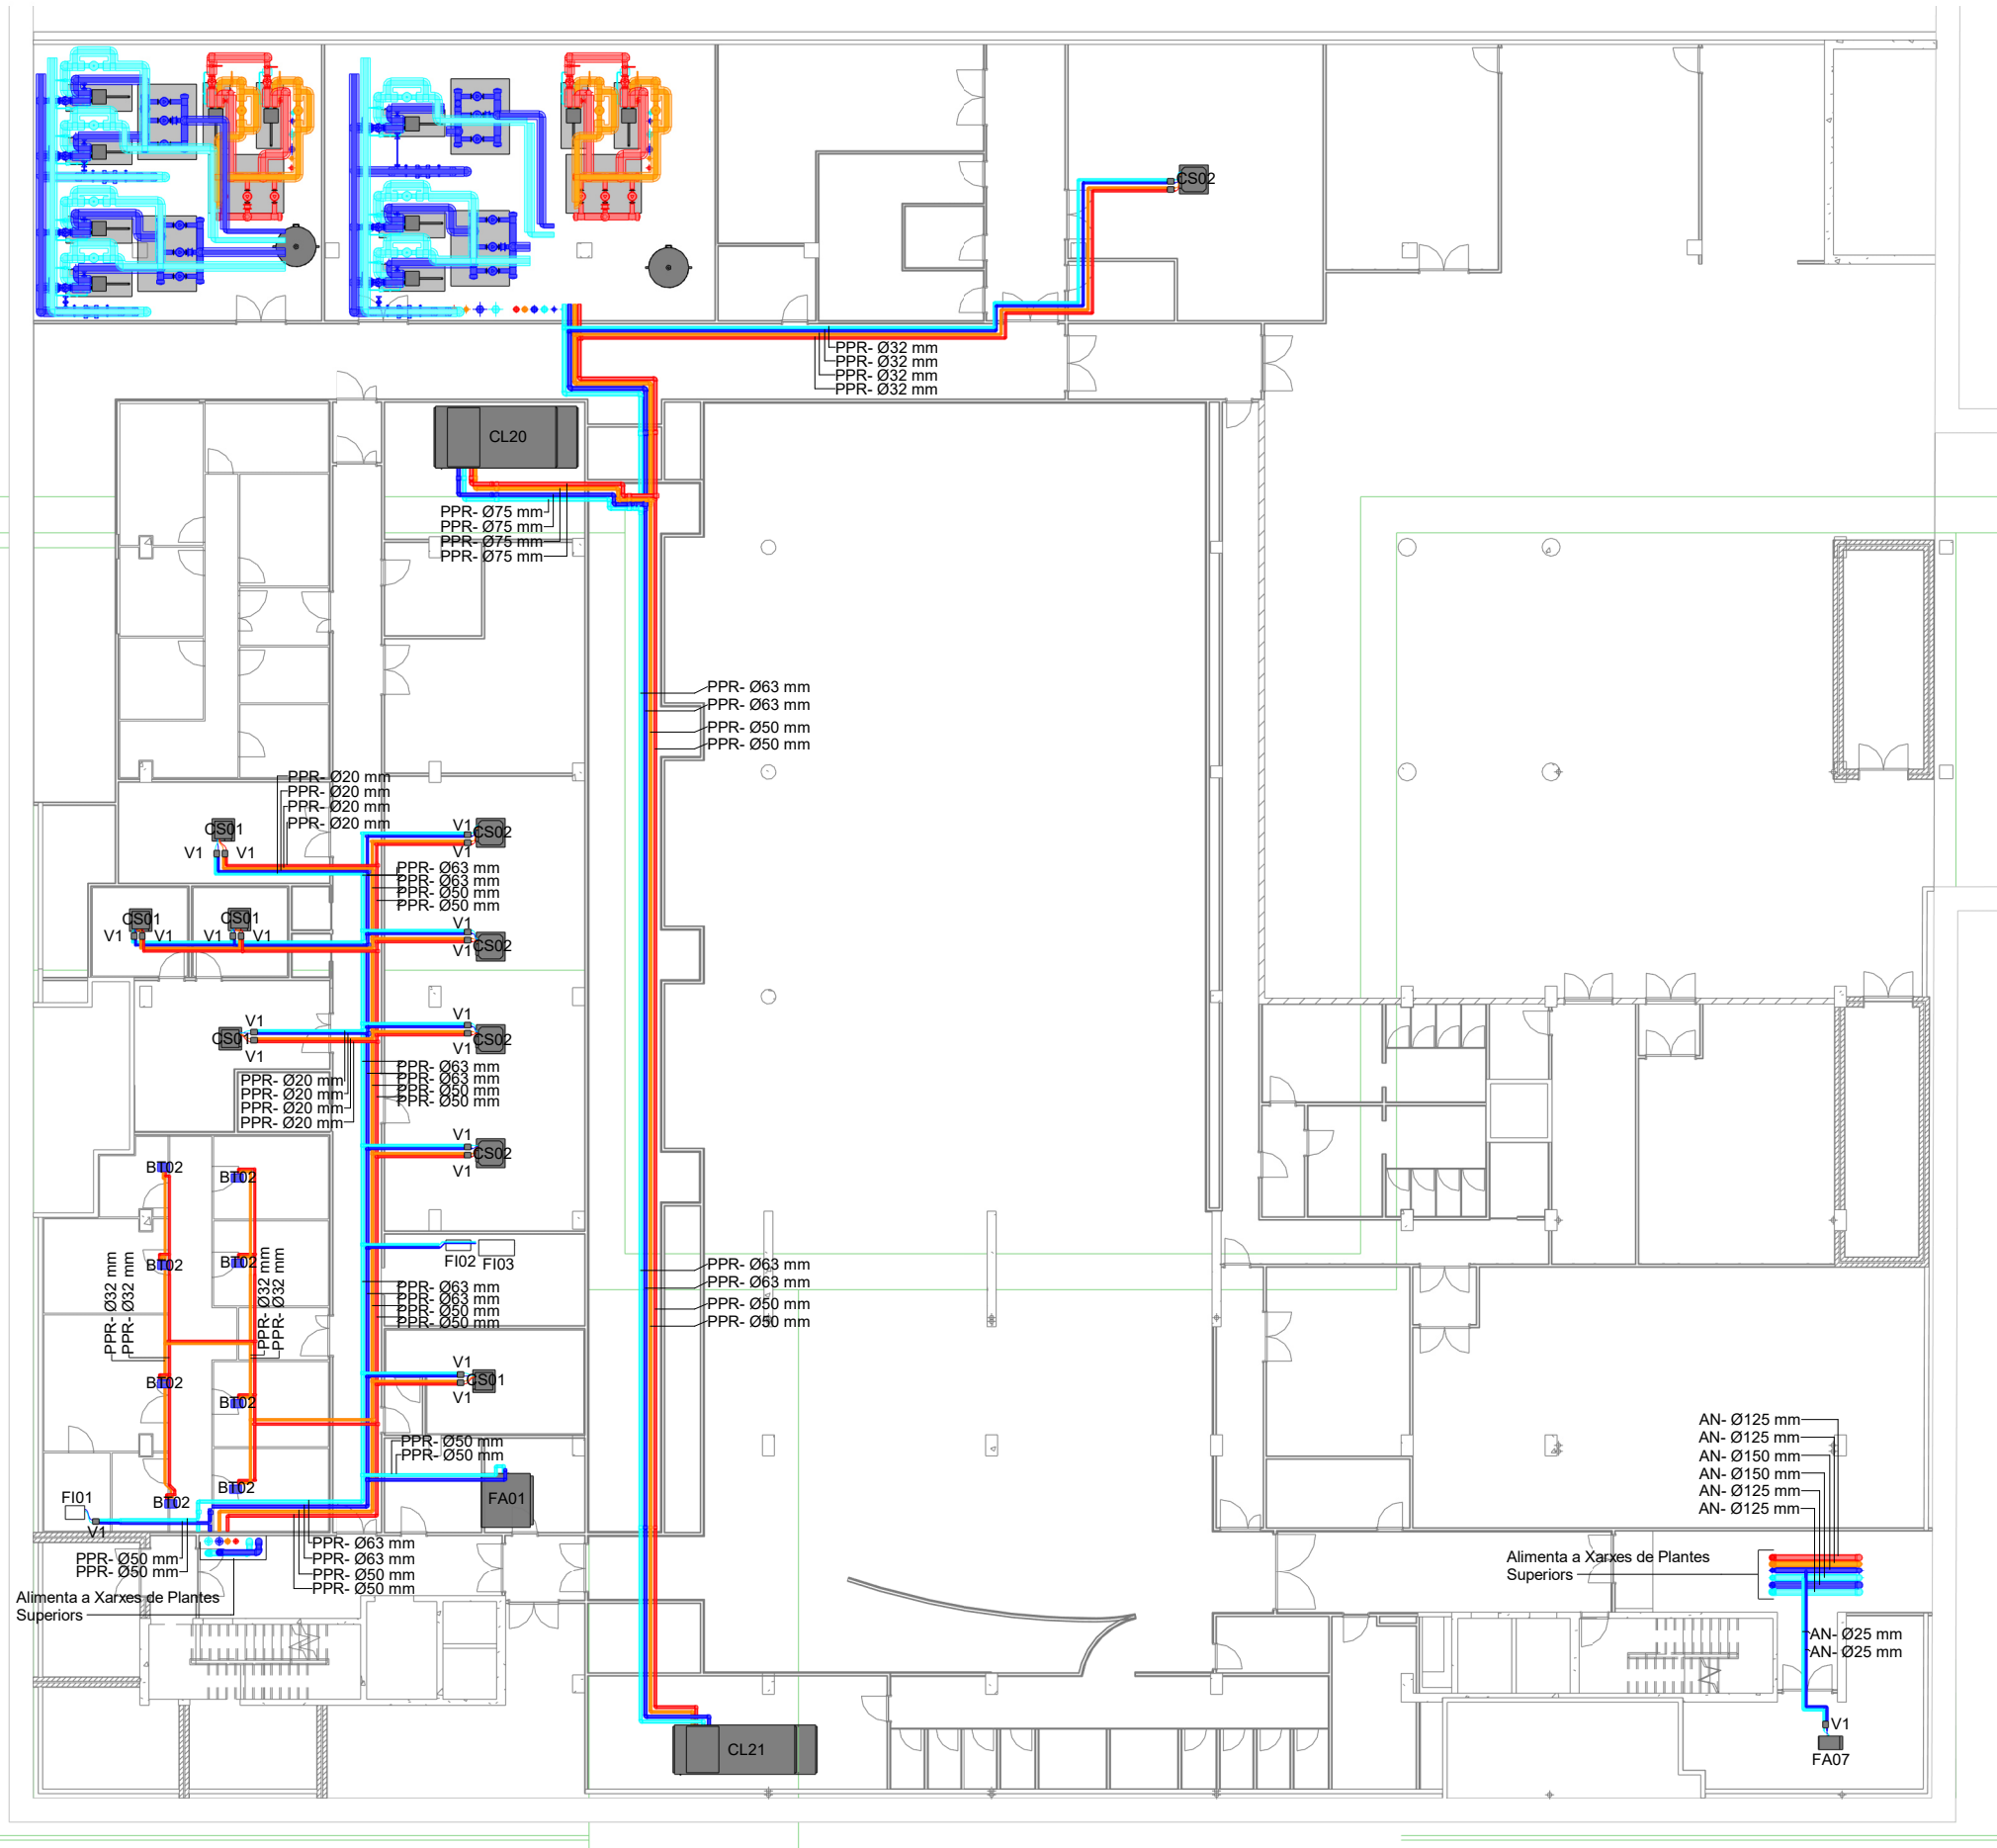 CS02
PPR- Ø32 mm
PPR- Ø32 mm
PPR- Ø32 mm
PPR- Ø32 mm
CL20
PPR- Ø75 mm
PPR- Ø75 mm
PPR- Ø75 mm
PPR- Ø75 mm
PPR- Ø63 mm
PPR- Ø63 mm
PPR- Ø50 mm
PPR- Ø50 mm
PPR- Ø20 mm
PPR- Ø20 mm
PPR- Ø20 mm
PPR- Ø20 mm
CS01
V1 V1
V1
CS02
V1
PPR- Ø63 mm
PPR- Ø63 mm
PPR- Ø50 mm
PPR- Ø50 mm
CS01
V1 V1
CS01
V1 V1
V1
CS02
V1
V1
CS01
V1
V1
CS02
V1
PPR- Ø63 mm
PPR- Ø63 mm
PPR- Ø50 mm
PPR- Ø50 mm
PPR- Ø20 mm
PPR- Ø20 mm
PPR- Ø20 mm
PPR- Ø20 mm
V1
CS02
V1
BT02
BT02
BT02
BT02
FI02
FI03
PPR- Ø32 mm
PPR- Ø32 mm
PPR- Ø32 mm
PPR- Ø32 mm
PPR- Ø63 mm
PPR- Ø63 mm
PPR- Ø50 mm
PPR- Ø50 mm
PPR- Ø63 mm
PPR- Ø63 mm
PPR- Ø50 mm
PPR- Ø50 mm
V1
CS01
V1
BT02
BT02
PPR- Ø50 mm
PPR- Ø50 mm
FA01
BT02
BT02
FI01
V1
PPR- Ø50 mm
PPR- Ø50 mm
PPR- Ø63 mm
PPR- Ø63 mm
PPR- Ø50 mm
PPR- Ø50 mm
Alimenta a Xarxes de Plantes
Superiors
AN- Ø125 mm
AN- Ø125 mm
AN- Ø150 mm
AN- Ø150 mm
AN- Ø125 mm
AN- Ø125 mm
Alimenta a Xarxes de Plantes
Superiors
AN- Ø25 mm
AN- Ø25 mm
V1
FA07
CL21